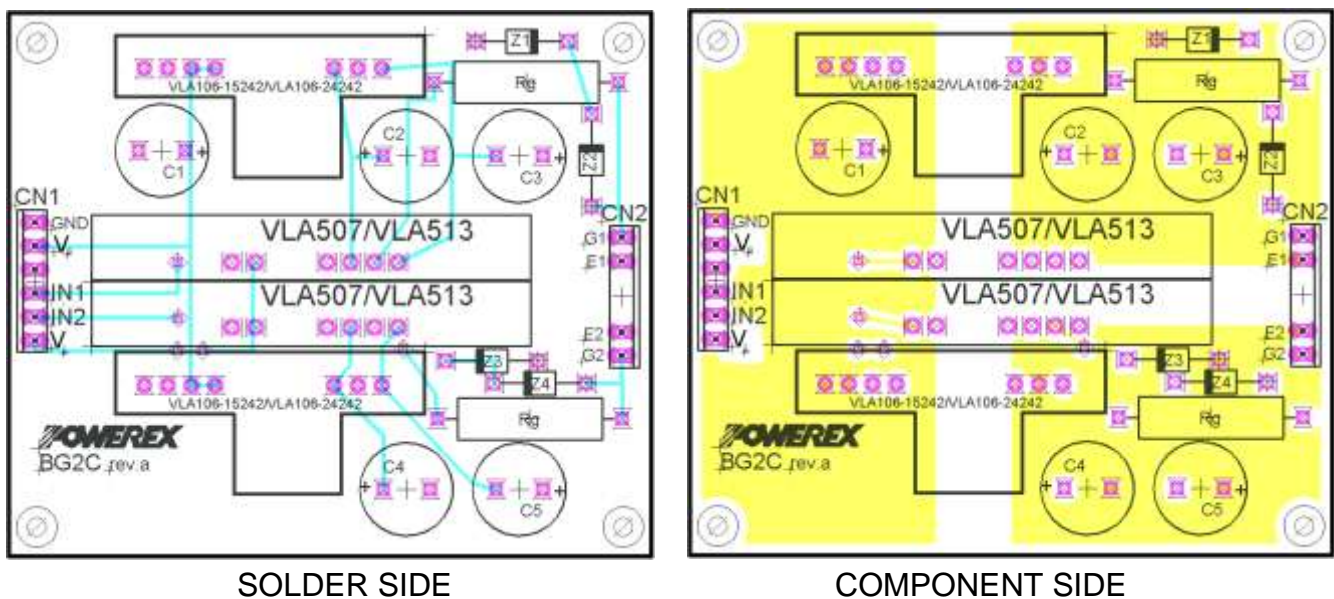 Z1
Rg
VLA106-15242/VLA106-24242
C2
C1
C3
Z2
CN1
CN2
GND
V+
VLA507/VLA513
G1
E1
IN1
VLA507/VLA513
IN2
V+
E2
G2
Z3
Z4
VLA106-15242/VLA106-24242
Rg
POWEREX
BG2C rev.a
C4
C5
SOLDER SIDE
Z1
Rg
VLA106-15242/VLA106-24242
C2
C1
C3
Z2
CN1
CN2
GND
V+
VLA507/VLA513
G1
E1
IN1
VLA507/VLA513
IN2
V+
E2
G2
Z3
Z4
VLA106-15242/VLA106-24242
Rg
POWEREX
BG2C rev.a
C4
C5
COMPONENT SIDE